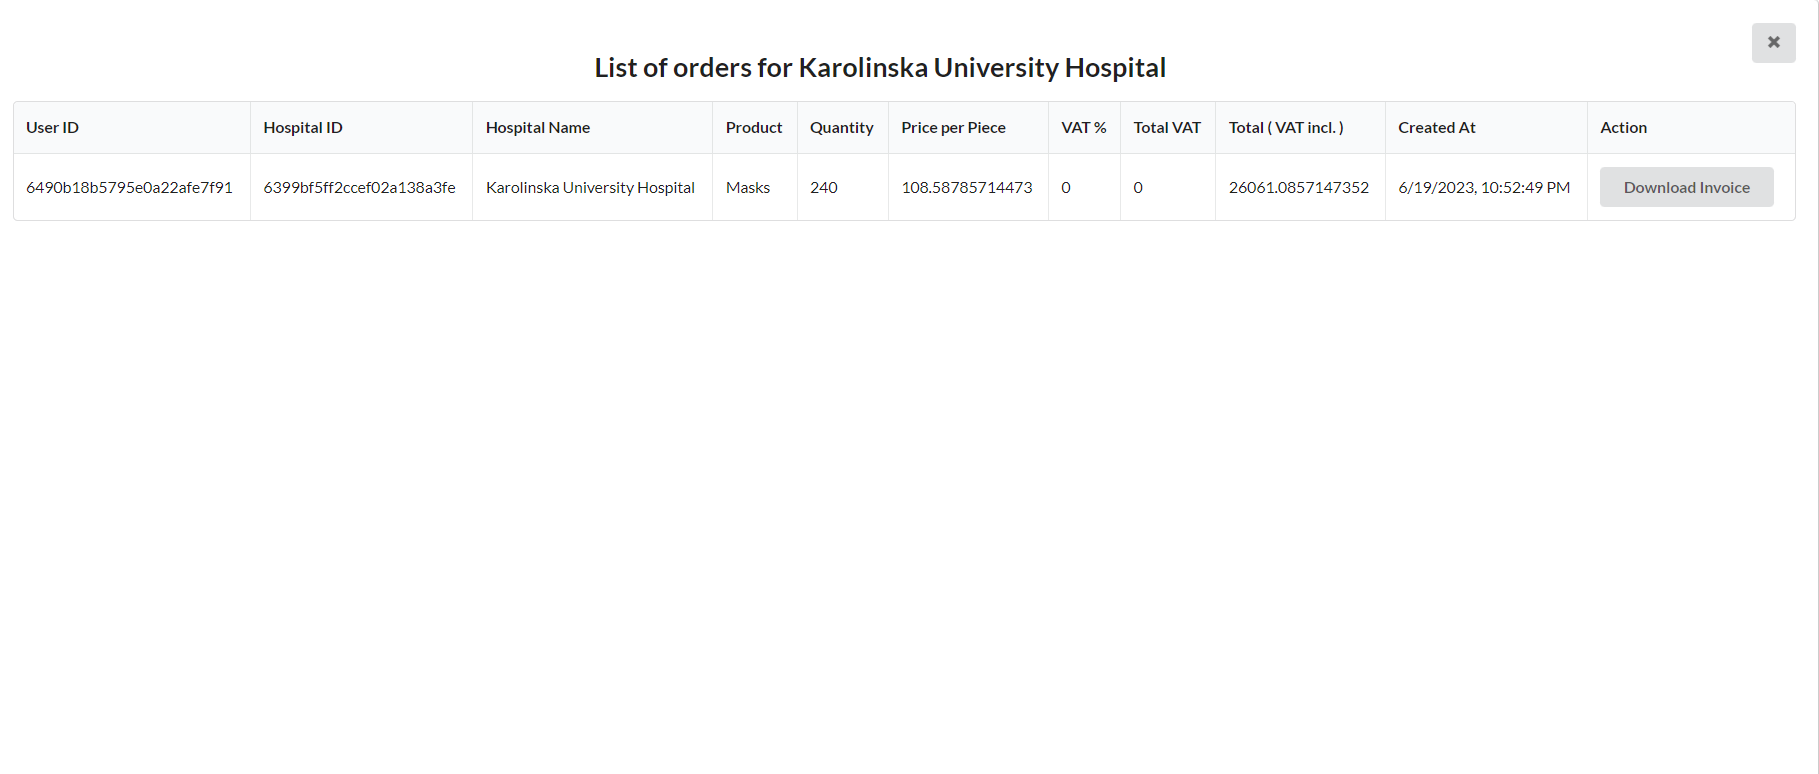 List of orders for Karolinska University Hospital
User ID Hospital ID Hospital Name Product Quantity Price per Piece VAT % Total VAT Total ( VAT incl. ) Created At Action
6490b18b5795e0a22afe7f91 6399bf5ff2ccef02a138a3fe Karolinska University Hospital Masks 240 108.58785714473 0 0 26061.0857147352 6/19/2023, 10:52:49 PM Download Invoice